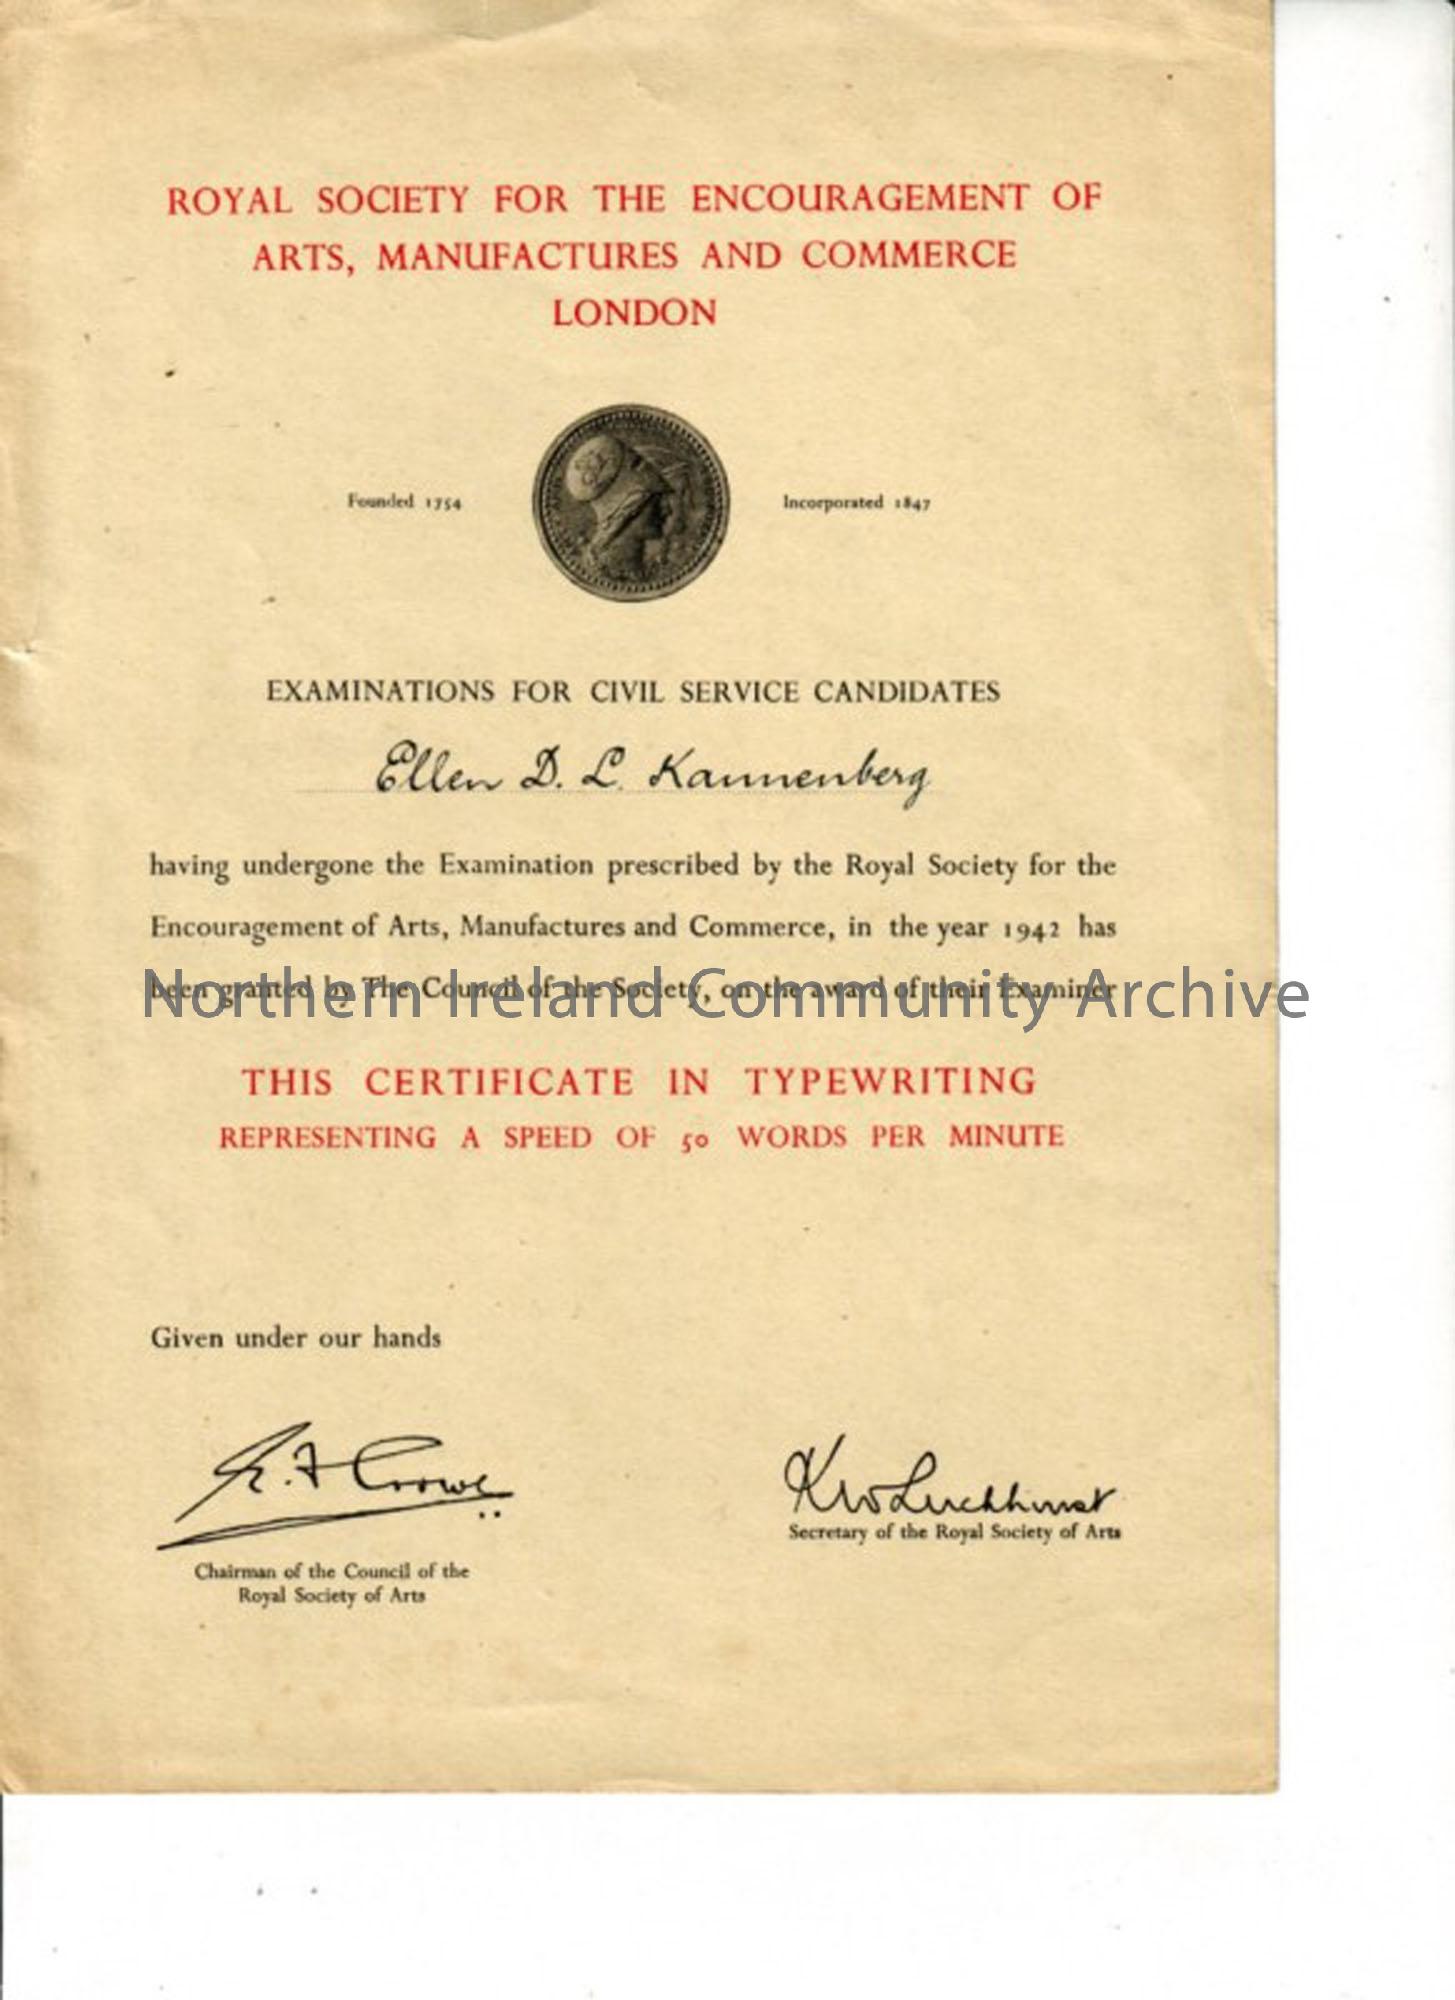 ROYAL SOCIETY FOR THE ENCOURAGEMENT OF
ARTS, MANUFACTURES AND COMMERCE
LONDON
Founded 1754
Incorporated 1847
EXAMINATIONS FOR CIVIL SERVICE CANDIDATES
Ellen D. L. Kannenberg
having undergone the Examination prescribed by the Royal Society for the
Encouragement of Arts, Manufactures and Commerce, in the year 1942 has
been granted by The Council of the Society, on the award of their Examiner
Northern Ireland Community Archive
THIS CERTIFICATE IN TYPEWRITING
REPRESENTING A SPEED OF 50 WORDS PER MINUTE
Given under our hands
E. F Crowe
Chairman of the Council of the
Royal Society of Arts
KW Luckhurst
Secretary of the Royal Society of Arts